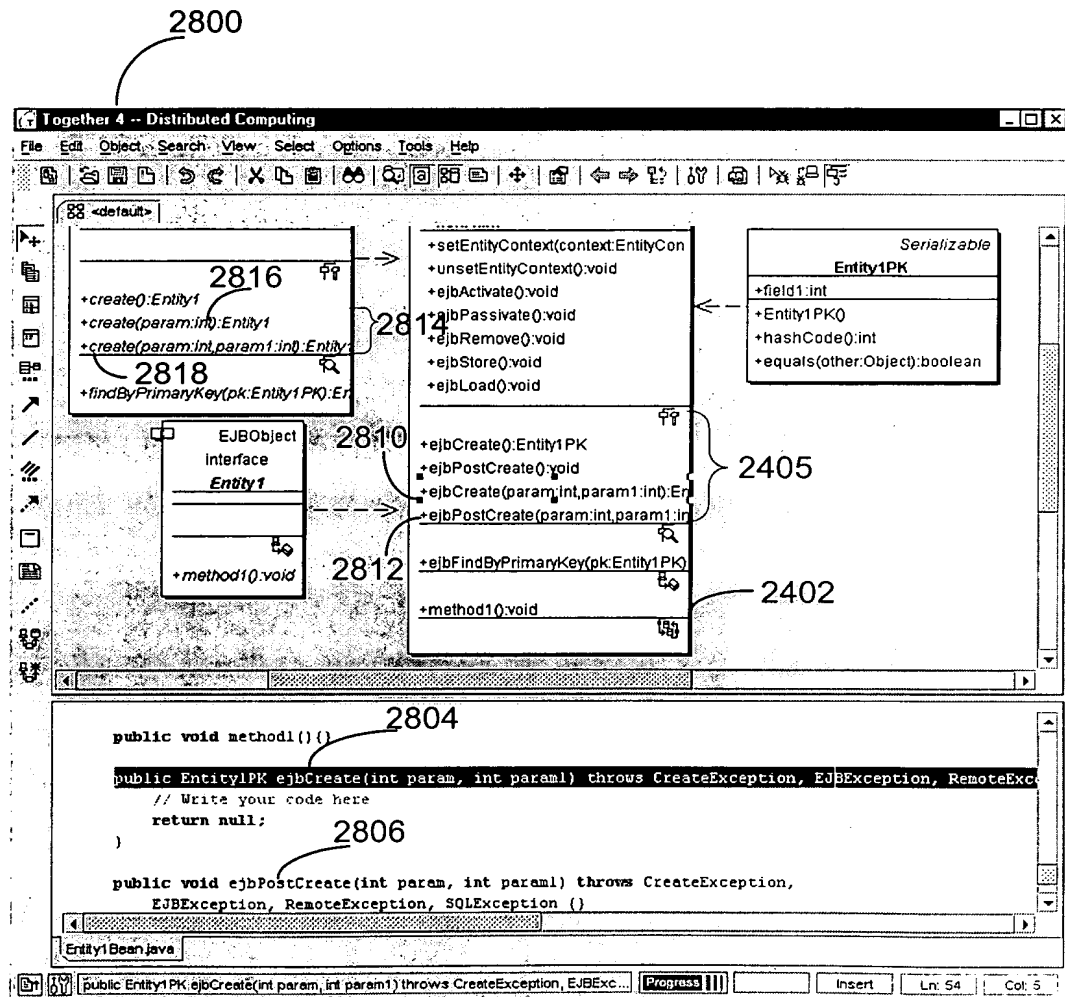 2800
Together 4 -- Distributed Computing
File Edit Object Search View Select Options Tools Help
<default>
+create():Entity1
2816
+create(param:int):Entity1
2814
+create(param:int,param1:int):Entity
2818
+findByPrimaryKey(pk:Entity1PK):En
EJBObject
interface
Entity1
+method1():void
+setEntityContext(context:EntityCon
+unsetEntityContext():void
+ejbActivate():void
+ejbPassivate():void
+ejbRemove():void
+ejbStore():void
+ejbLoad():void
2810
+ejbCreate():Entity1PK
+ejbPostCreate():void
2405
+ejbCreate(param:int,param1:int):En
+ejbPostCreate(param:int,param1:in
2812
+ejbFindByPrimaryKey(pk:Entity1PK)
2402
+method1():void
Serializable
Entity1PK
+field1:int
+Entity1PK()
+hashCode():int
+equals(other:Object):boolean
2804
public void method1(){}
public Entity1PK ejbCreate(int param, int param1) throws CreateException, EJBException, RemoteExce
// Write your code here
return null;
}
2806
public void ejbPostCreate(int param, int param1) throws CreateException,
EJBException, RemoteException, SQLException {}
Entity1Bean.java
public Entity1PK ejbCreate(int param, int param1) throws CreateException, EJBExc...
Progress
Insert
Ln: 54
Col: 5